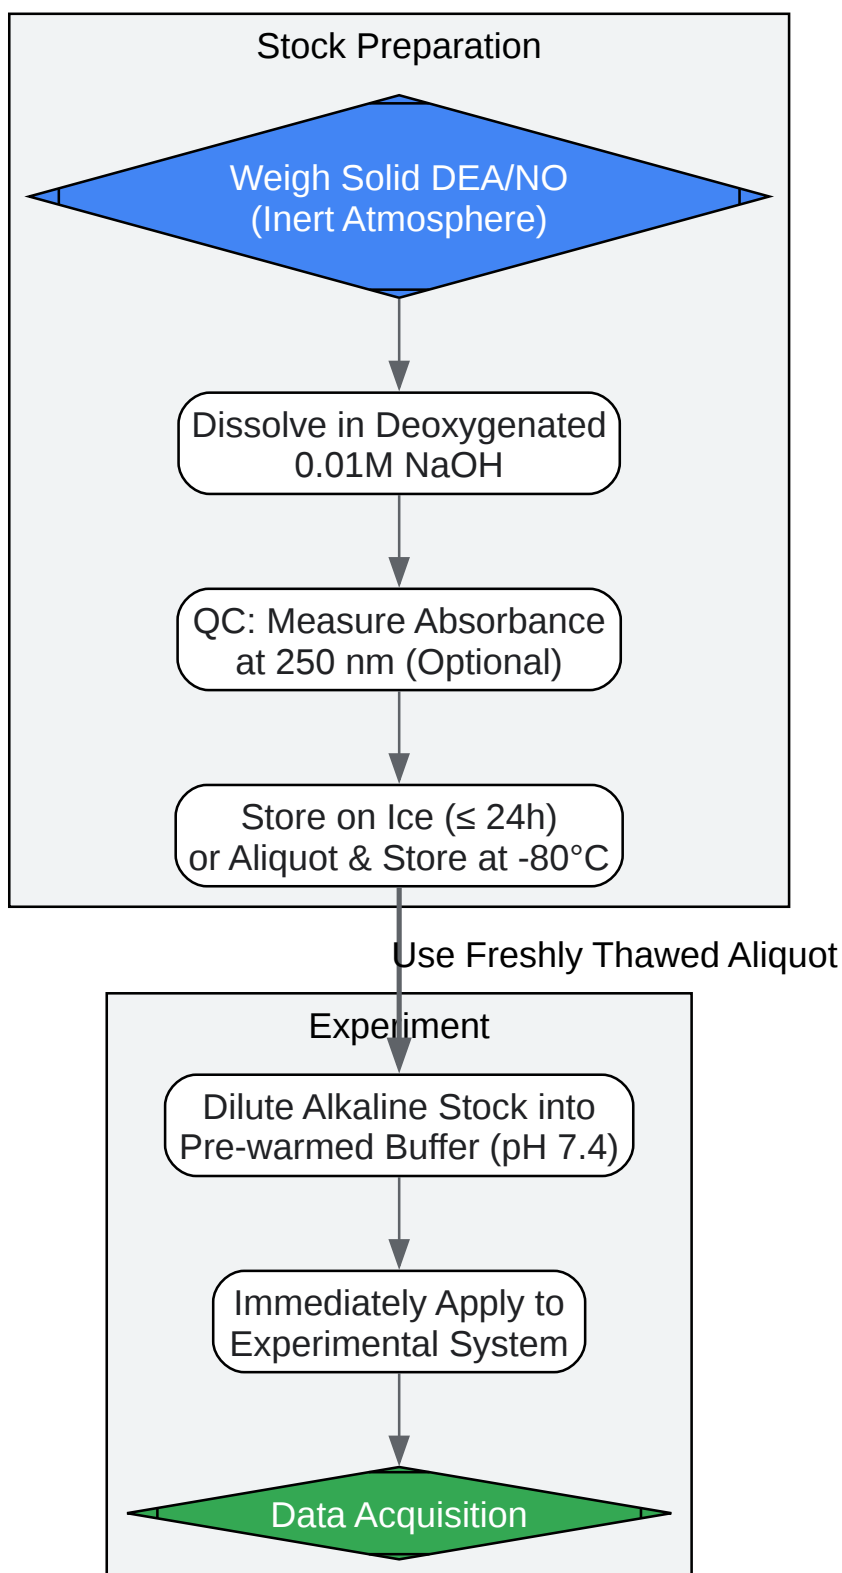 Stock Preparation
Weigh Solid DEA/NO
(Inert Atmosphere)
Dissolve in Deoxygenated
0.01M NaOH
QC: Measure Absorbance
at 250 nm (Optional)
Store on Ice (≤ 24h)
or Aliquot & Store at -80°C
Use Freshly Thawed Aliquot
Experiment
Dilute Alkaline Stock into
Pre-warmed Buffer (pH 7.4)
Immediately Apply to
Experimental System
Data Acquisition